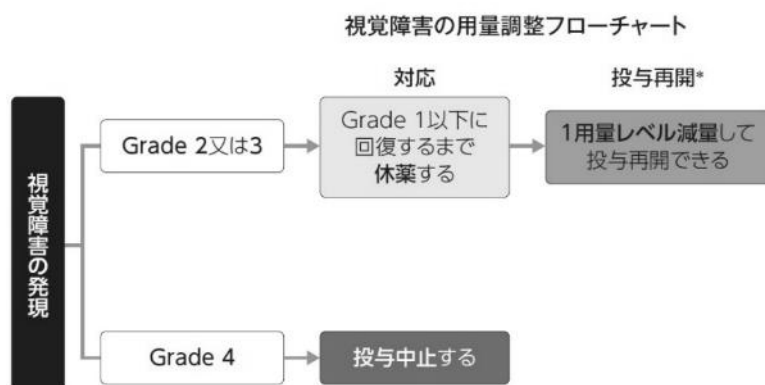 視覚障害の用量調整フローチャート
対応
投与再開*
視覚障害の発現
Grade 2又は3
Grade 1以下に
回復するまで
休薬する
1用量レベル減量して
投与再開できる
Grade 4
投与中止する